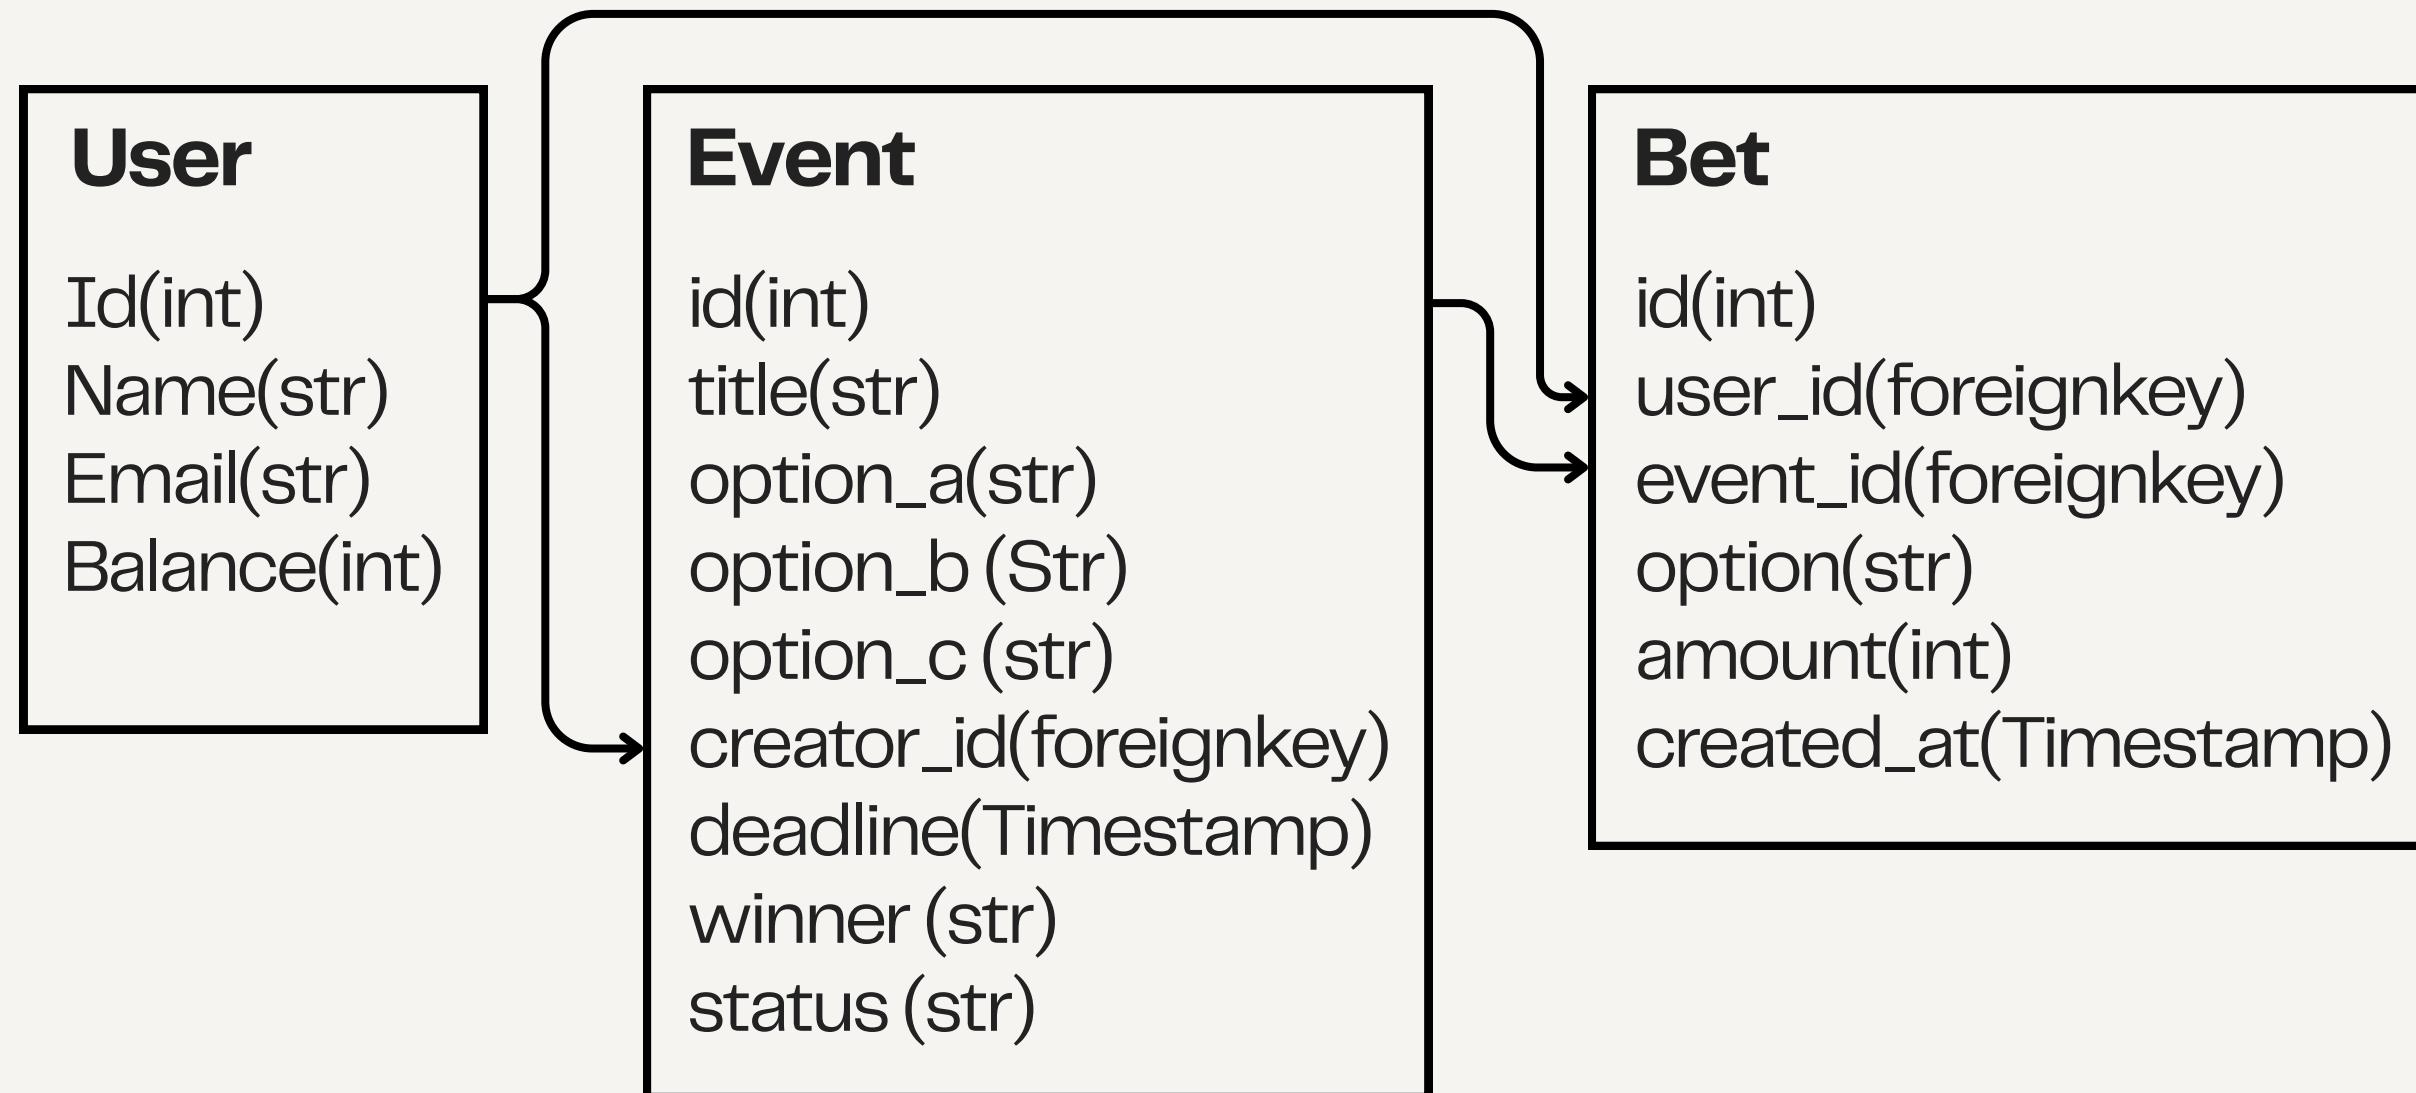 User
Id(int)
Name(str)
Email(str)
Balance(int)
Event
id(int)
title(str)
option_a(str)
option_b (Str)
option_c (str)
creator_id(foreignkey)
deadline(Timestamp)
winner (str)
status (str)
Bet
id(int)
user_id(foreignkey)
event_id(foreignkey)
option(str)
amount(int)
created_at(Timestamp)